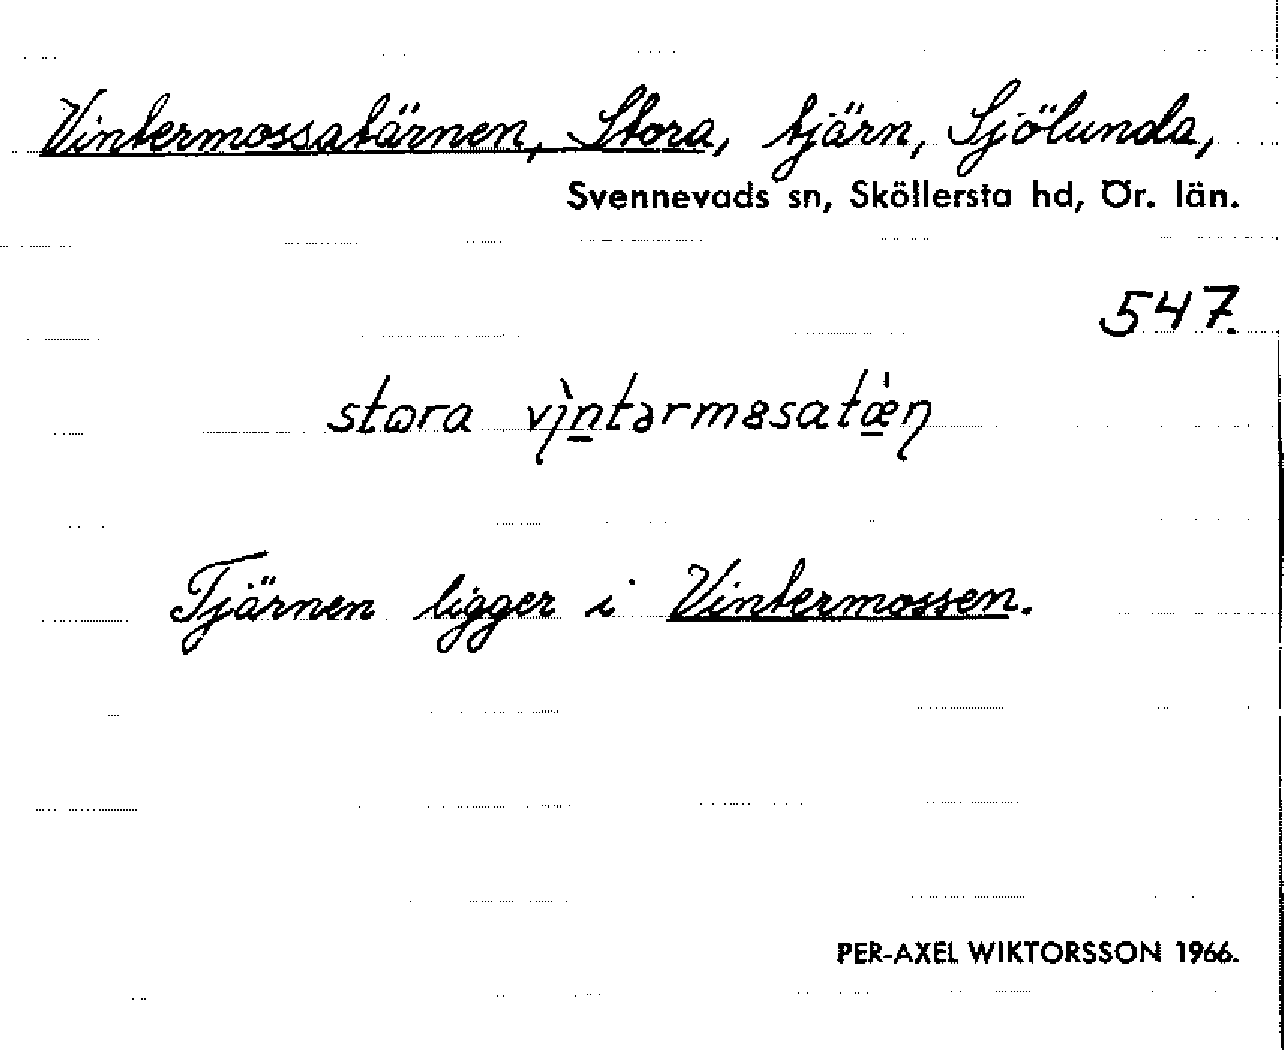 Vintermossatärnen, Stora, tjärn, Sjölunda,
Svennevads sn, Sköllersta hd, Ör. län.
547.
stora
Tjärnen ligger i Vintermossen.
PER-AXEL WIKTORSSON 1966.